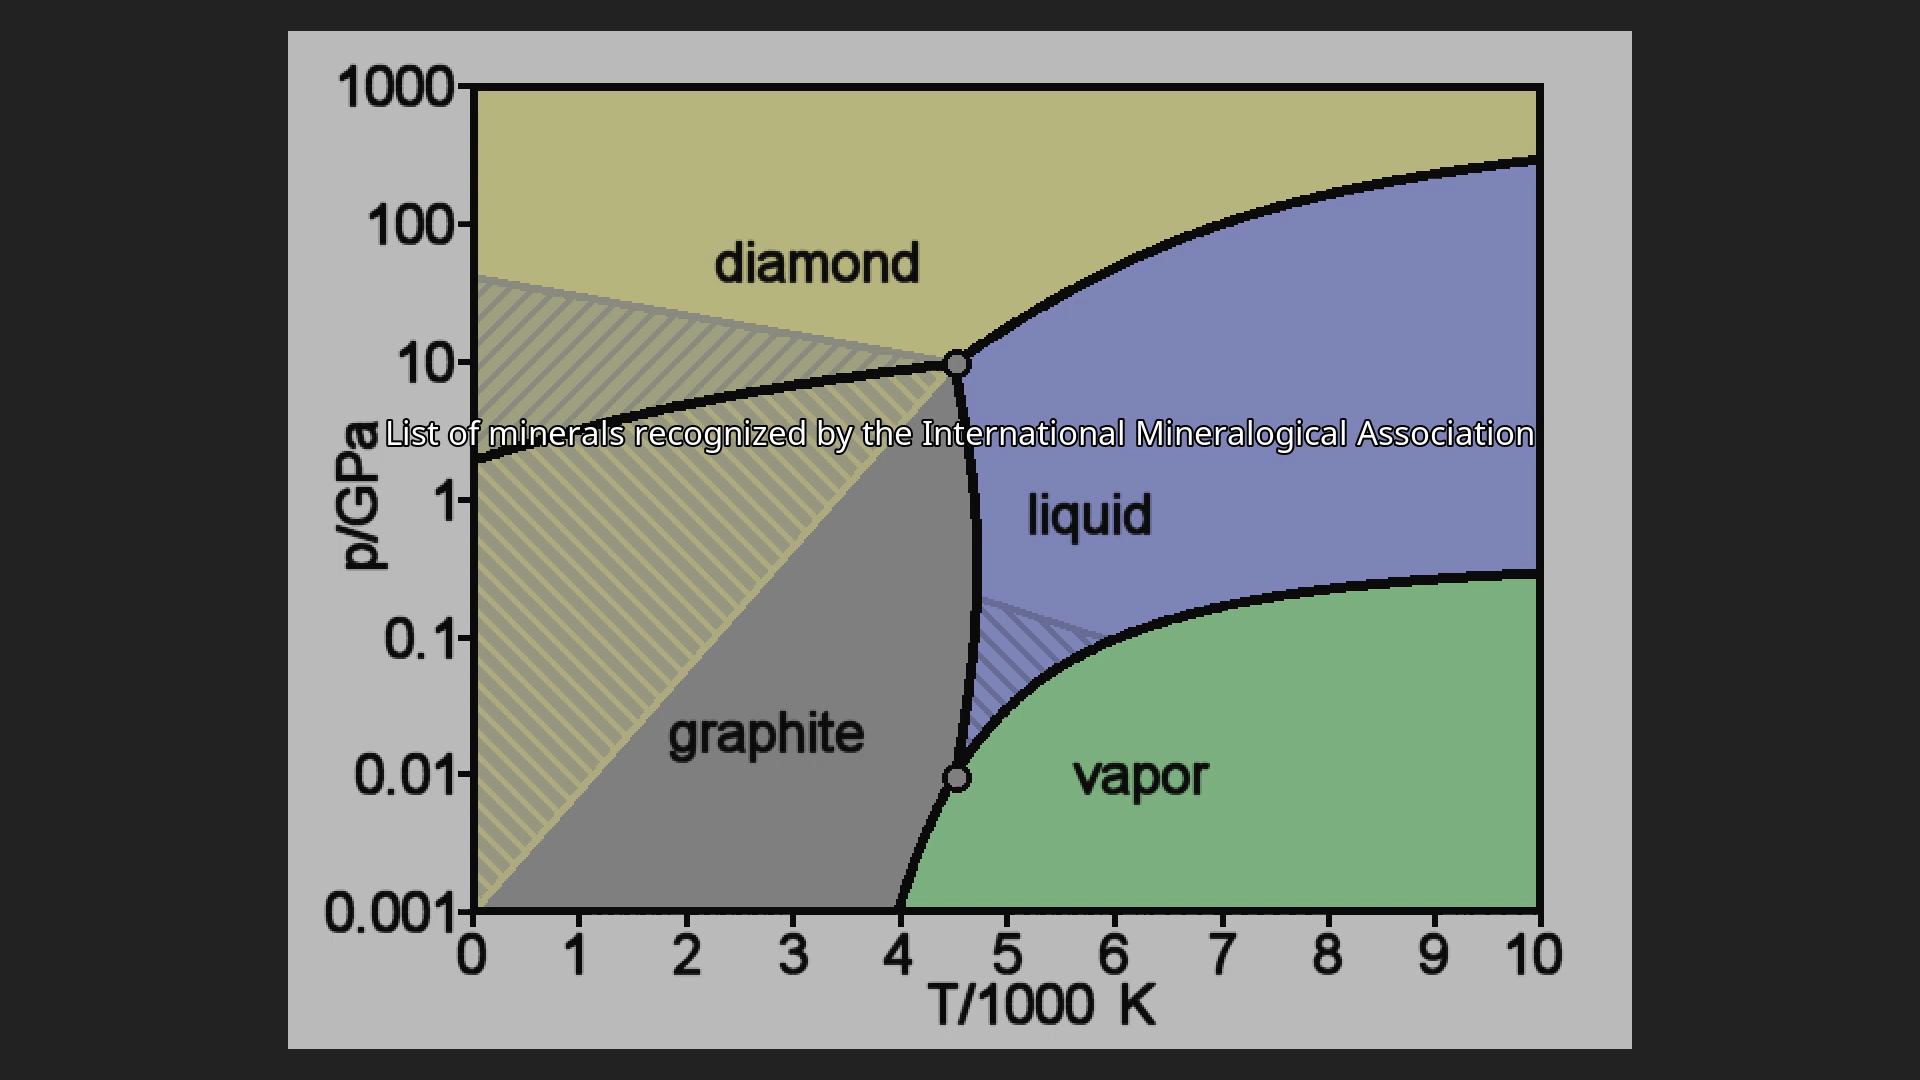 1000
100
diamond
10
List of minerals recognized by the International Mineralogical Association
p/GPa
1
liquid
0.1
graphite
0.01
vapor
0.001
0 1 2 3 4 5 6 7 8 9 10
T/1000 K